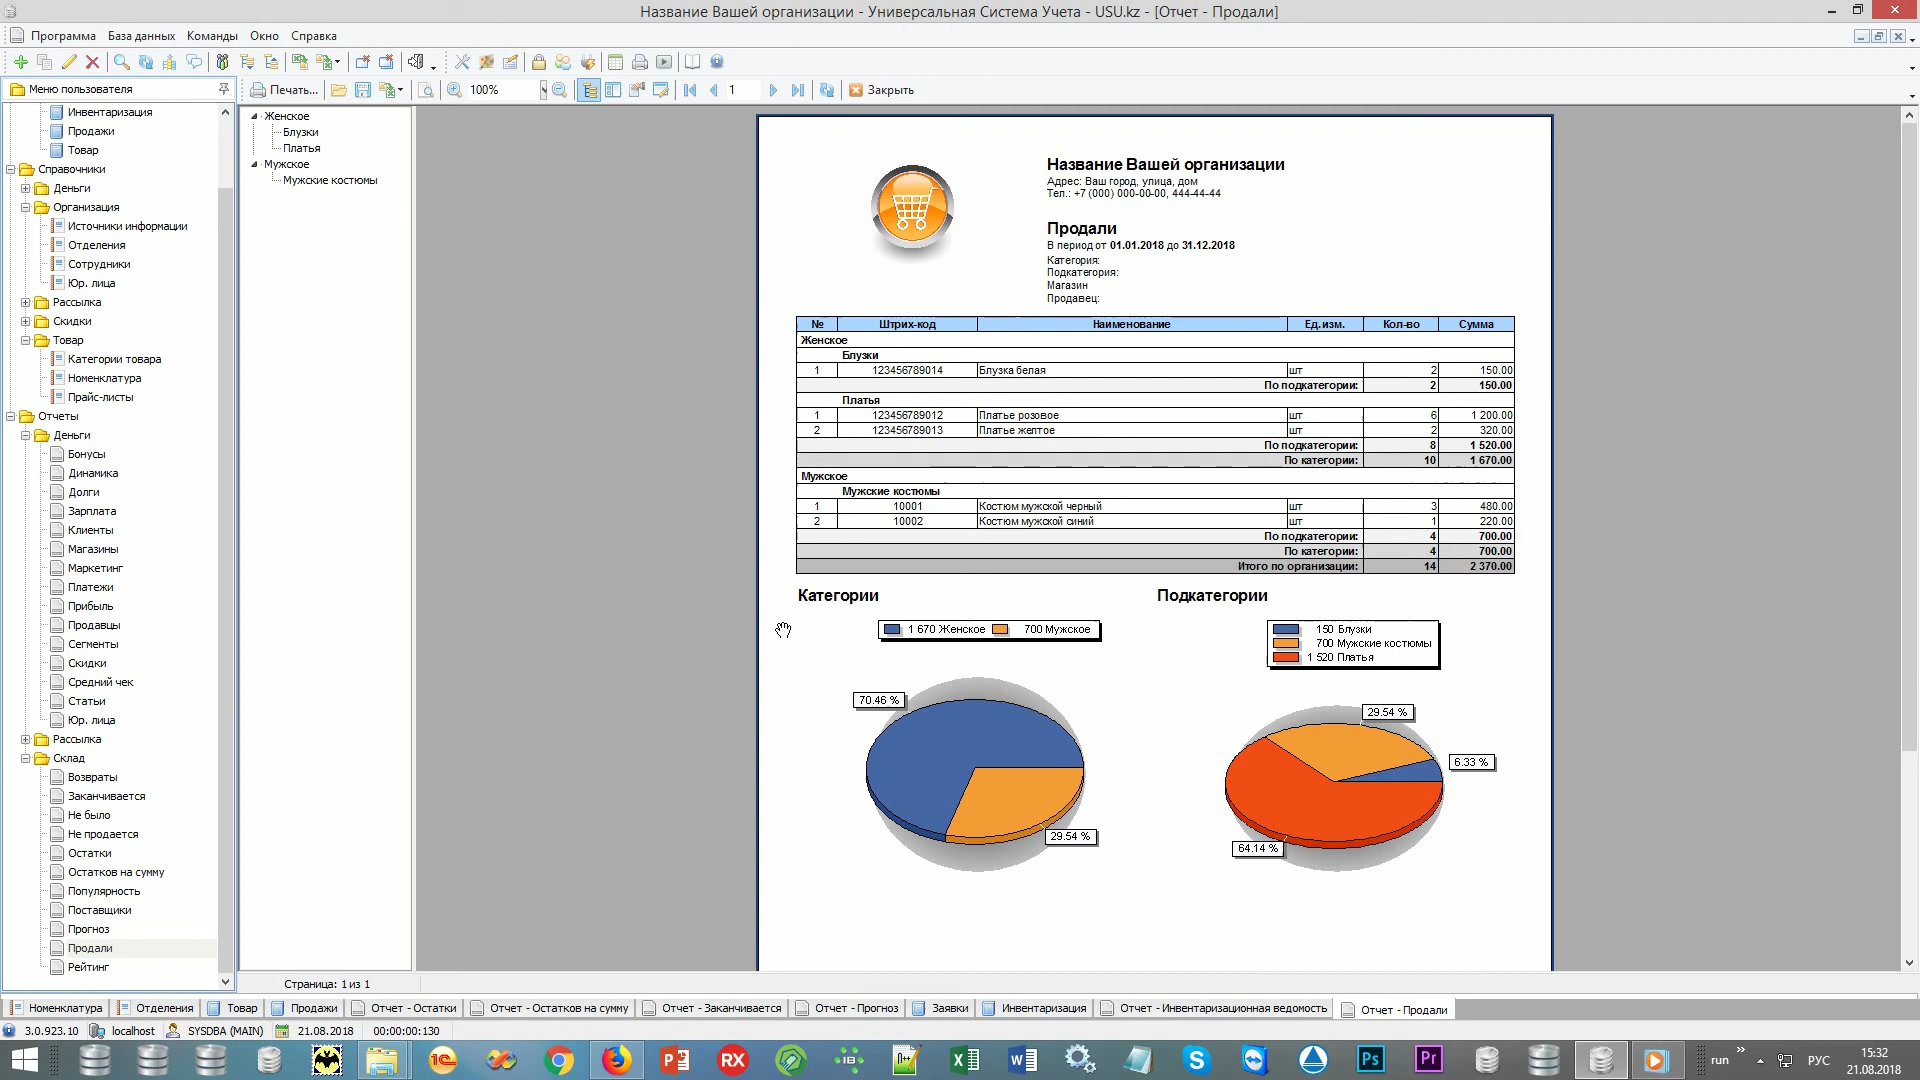 Название Вашей организации - Универсальная Система Учета - USU.kz - [Отчет - Продали]
Программа База данных Команды Окно Справка
Меню пользователя
Печать... 100% 1 Закрыть
Инвентаризация
Продажи
Товар
Справочники
Деньги
Организация
Источники информации
Отделения
Сотрудники
Юр. лица
Рассылка
Скидки
Товар
Категории товара
Номенклатура
Прайс-листы
Отчеты
Деньги
Бонусы
Динамика
Долги
Зарплата
Клиенты
Магазины
Маркетинг
Платежи
Прибыль
Продавцы
Сегменты
Скидки
Средний чек
Статьи
Юр. лица
Рассылка
Склад
Возвраты
Заканчивается
Не было
Не продается
Остатки
Остатков на сумму
Популярность
Поставщики
Прогноз
Продали
Рейтинг
Женское
Блузки
Платья
Мужское
Мужские костюмы
Название Вашей организации
Адрес: Ваш город, улица, дом
Тел.: +7 (000) 000-00-00, 444-44-44
Продали
В период от 01.01.2018 до 31.12.2018
Категория:
Подкатегория:
Магазин
Продавец:
№ Штрих-код Наименование Ед.изм. Кол-во Сумма
Женское
Блузки
1 123456789014 Блузка белая шт 2 150.00
По подкатегории: 2 150.00
Платья
1 123456789012 Платье розовое шт 6 1 200.00
2 123456789013 Платье желтое шт 2 320.00
По подкатегории: 8 1 520.00
По категории: 10 1 670.00
Мужское
Мужские костюмы
1 10001 Костюм мужской черный шт 3 480.00
2 10002 Костюм мужской синий шт 1 220.00
По подкатегории: 4 700.00
По категории: 4 700.00
Итого по организации: 14 2 370.00
Категории
1 670 Женское 700 Мужское
70.46 %
29.54 %
Подкатегории
150 Блузки
700 Мужские костюмы
1 520 Платья
29.54 %
6.33 %
64.14 %
Страница: 1 из 1
Номенклатура Отделения Товар Продажи Отчет - Остатки Отчет - Остатков на сумму Отчет - Заканчивается Отчет - Прогноз Заявки Инвентаризация Отчет - Инвентаризационная ведомость Отчет - Продали
3.0.923.10 localhost SYSDBA (MAIN) 21.08.2018 00:00:00:130
run РУС 15:32
21.08.2018